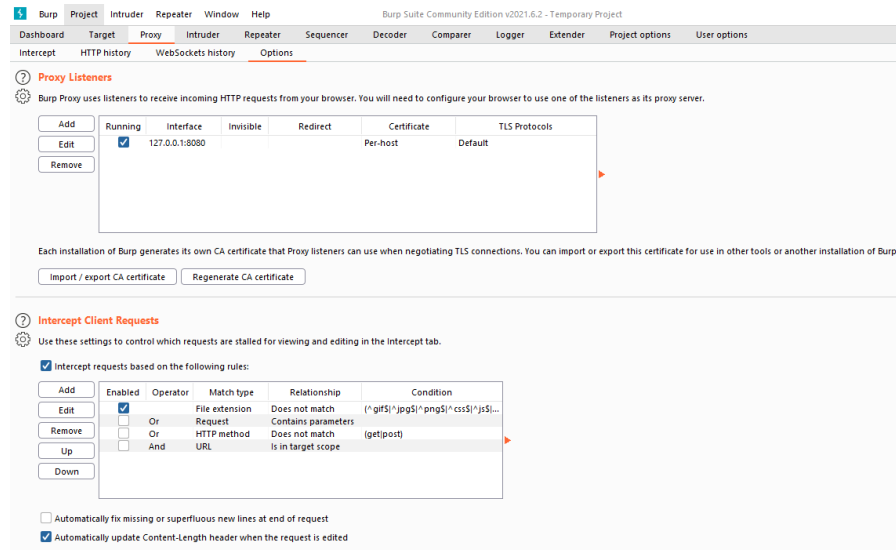 Burp Project Intruder Repeater Window Help Burp Suite Community Edition v2021.6.2 - Temporary Project
Dashboard Target Proxy Intruder Repeater Sequencer Decoder Comparer Logger Extender Project options User options
Intercept HTTP history WebSockets history Options
? Proxy Listeners
Burp Proxy uses listeners to receive incoming HTTP requests from your browser. You will need to configure your browser to use one of the listeners as its proxy server.
Add Running Interface Invisible Redirect Certificate TLS Protocols
Edit 127.0.0.1:8080 Per-host Default
Remove
Each installation of Burp generates its own CA certificate that Proxy listeners can use when negotiating TLS connections. You can import or export this certificate for use in other tools or another installation of Burp
Import / export CA certificate Regenerate CA certificate
? Intercept Client Requests
Use these settings to control which requests are stalled for viewing and editing in the Intercept tab.
Intercept requests based on the following rules:
Add Enabled Operator Match type Relationship Condition
Edit File extension Does not match (^gif$|^jpg$|^png$|^css$|^js$|...
Or Request Contains parameters
Remove Or HTTP method Does not match (get|post)
Up And URL Is in target scope
Down
Automatically fix missing or superfluous new lines at end of request
Automatically update Content-Length header when the request is edited